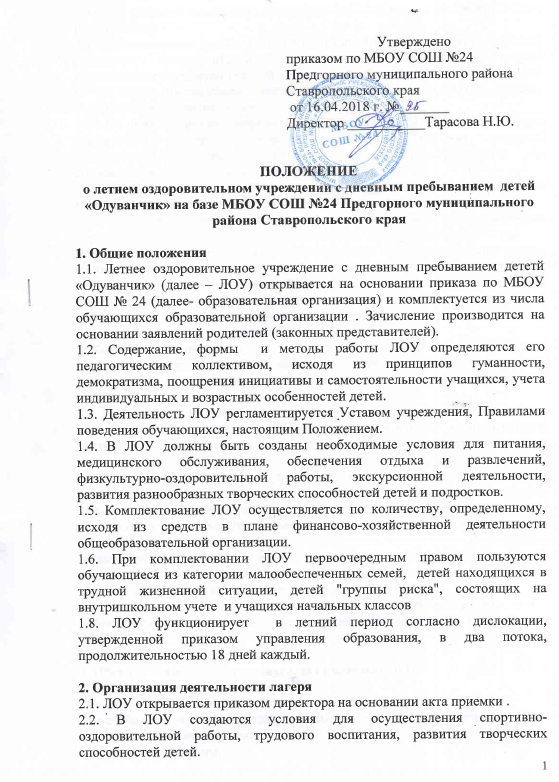 Утверждено
приказом по МБОУ СОШ №24
Предгорного муниципального района
Ставропольского края
от 16.04.2018 г. № 95
Директор Тарасова Н.Ю.
МБОУ
СОШ №24
ПОЛОЖЕНИЕ
о летнем оздоровительном учреждении с дневным пребыванием детей
«Одуванчик» на базе МБОУ СОШ №24 Предгорного муниципального
района Ставропольского края
1. Общие положения
1.1. Летнее оздоровительное учреждение с дневным пребыванием дететй
«Одуванчик» (далее – ЛОУ) открывается на основании приказа по МБОУ
СОШ № 24 (далее- образовательная организация) и комплектуется из числа
обучающихся образовательной организации . Зачисление производится на
основании заявлений родителей (законных представителей).
1.2. Содержание, формы и методы работы ЛОУ определяются его
педагогическим коллективом, исходя из принципов гуманности,
демократизма, поощрения инициативы и самостоятельности учащихся, учета
индивидуальных и возрастных особенностей детей.
1.3. Деятельность ЛОУ регламентируется Уставом учреждения, Правилами
поведения обучающихся, настоящим Положением.
1.4. В ЛОУ должны быть созданы необходимые условия для питания,
медицинского обслуживания, обеспечения отдыха и развлечений,
физкультурно-оздоровительной работы, экскурсионной деятельности,
развития разнообразных творческих способностей детей и подростков.
1.5. Комплектование ЛОУ осуществляется по количеству, определенному,
исходя из средств в плане финансово-хозяйственной деятельности
общеобразовательной организации.
1.6. При комплектовании ЛОУ первоочередным правом пользуются
обучающиеся из категории малообеспеченных семей, детей находящихся в
трудной жизненной ситуации, детей "группы риска", состоящих на
внутришкольном учете и учащихся начальных классов
1.8. ЛОУ функционирует в летний период согласно дислокации,
утвержденной приказом управления образования, в два потока,
продолжительностью 18 дней каждый.
2. Организация деятельности лагеря
2.1. ЛОУ открывается приказом директора на основании акта приемки .
2.2. В ЛОУ создаются условия для осуществления спортивно-
оздоровительной работы, трудового воспитания, развития творческих
способностей детей.
1